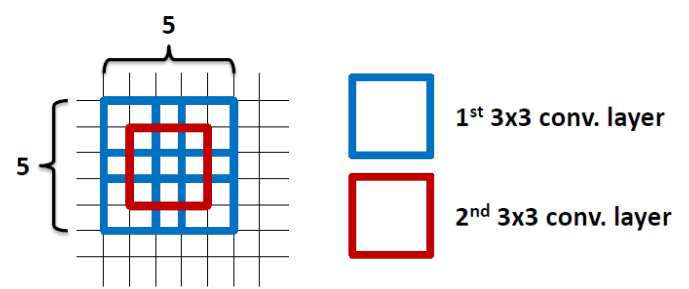 5
5
1st 3x3 conv. layer
2nd 3x3 conv. layer